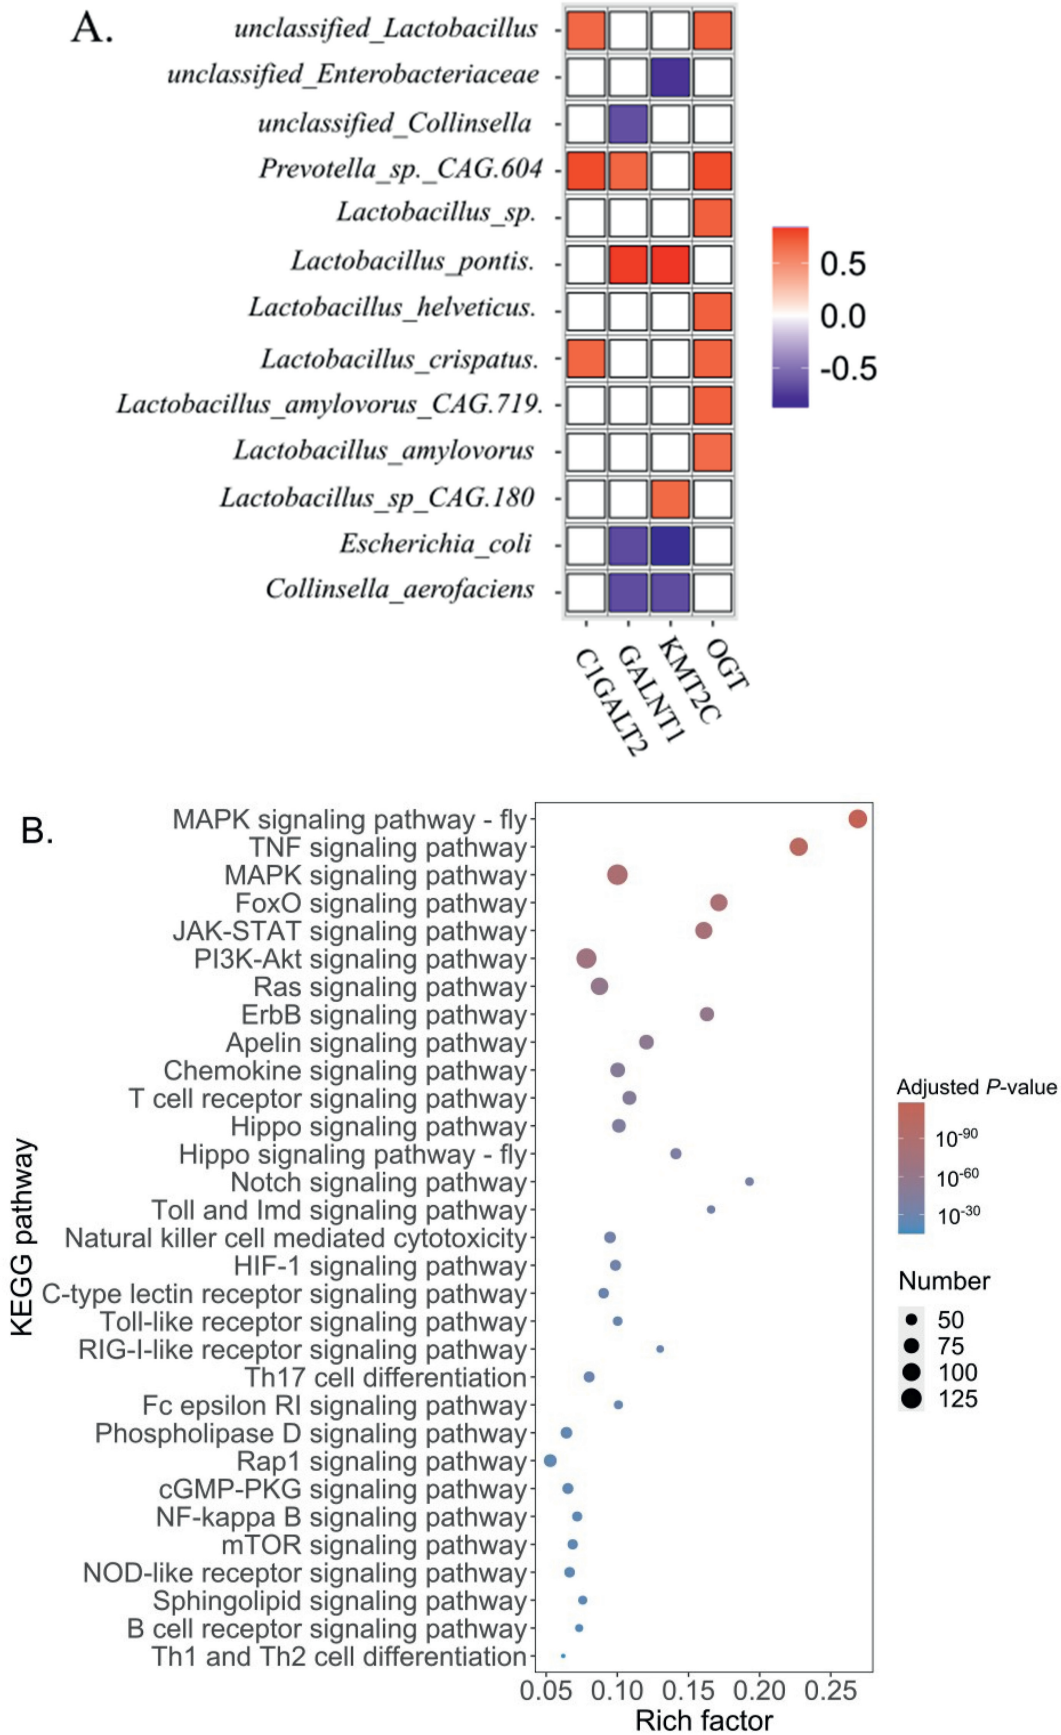 A.
unclassified_Lactobacillus
unclassified_Enterobacteriaceae
unclassified_Collinsella
Prevotella_sp._CAG.604
Lactobacillus_sp.
Lactobacillus_pontis.
Lactobacillus_helveticus.
Lactobacillus_crispatus.
Lactobacillus_amylovorus_CAG.719.
Lactobacillus_amylovorus
Lactobacillus_sp_CAG.180
Escherichia_coli
Collinsella_aerofaciens
0.5
0.0
-0.5
C1GALT2
GALNT1
KMT2C
OGT
B.
KEGG pathway
MAPK signaling pathway - fly
TNF signaling pathway
MAPK signaling pathway
FoxO signaling pathway
JAK-STAT signaling pathway
PI3K-Akt signaling pathway
Ras signaling pathway
ErbB signaling pathway
Apelin signaling pathway
Chemokine signaling pathway
T cell receptor signaling pathway
Hippo signaling pathway
Hippo signaling pathway - fly
Notch signaling pathway
Toll and Imd signaling pathway
Natural killer cell mediated cytotoxicity
HIF-1 signaling pathway
C-type lectin receptor signaling pathway
Toll-like receptor signaling pathway
RIG-I-like receptor signaling pathway
Th17 cell differentiation
Fc epsilon RI signaling pathway
Phospholipase D signaling pathway
Rap1 signaling pathway
cGMP-PKG signaling pathway
NF-kappa B signaling pathway
mTOR signaling pathway
NOD-like receptor signaling pathway
Sphingolipid signaling pathway
B cell receptor signaling pathway
Th1 and Th2 cell differentiation
0.05 0.10 0.15 0.20 0.25
Rich factor
Adjusted P-value
10-90
10-60
10-30
Number
50
75
100
125